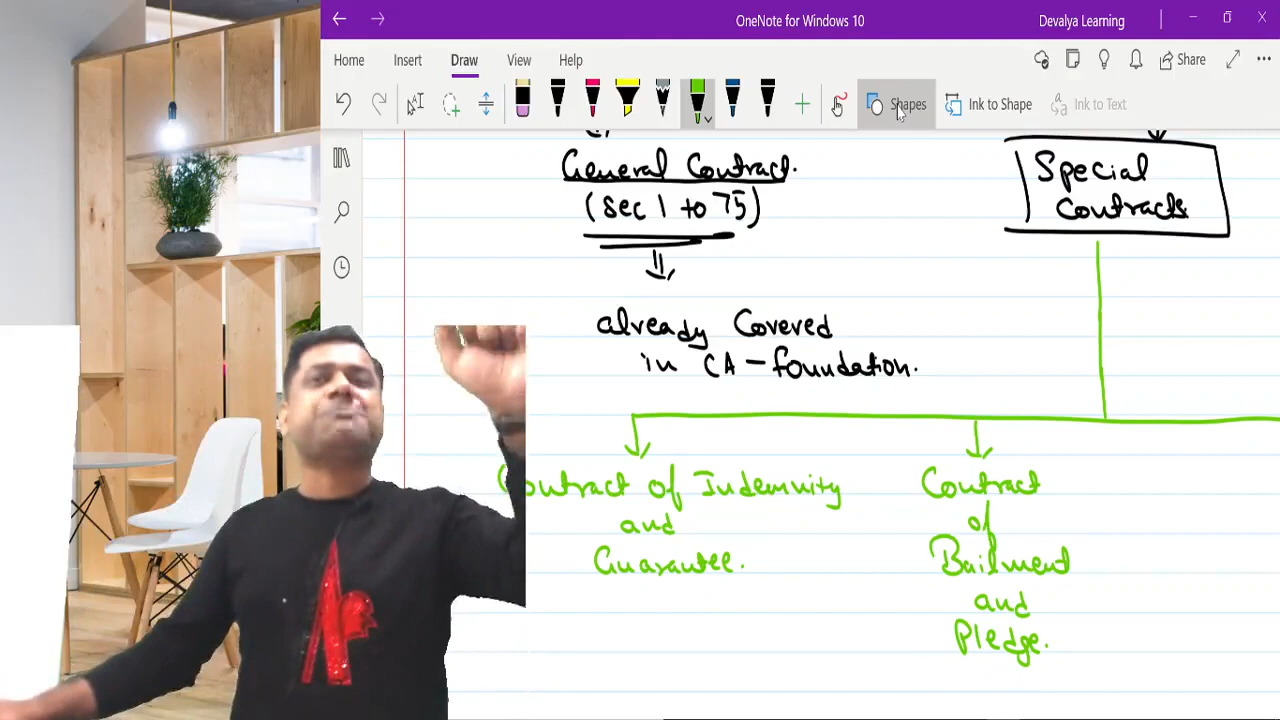 OneNote for Windows 10
Devalya Learning
Home
Insert
Draw
View
Help
Share
Shapes
Ink to Shape
Ink to Text
General Contract.
(Sec 1 to 75)
already Covered
in CA-foundation.
Special
Contracts
Contract of Indemnity
and
Guarantee.
Contract
of
Bailment
and
Pledge.